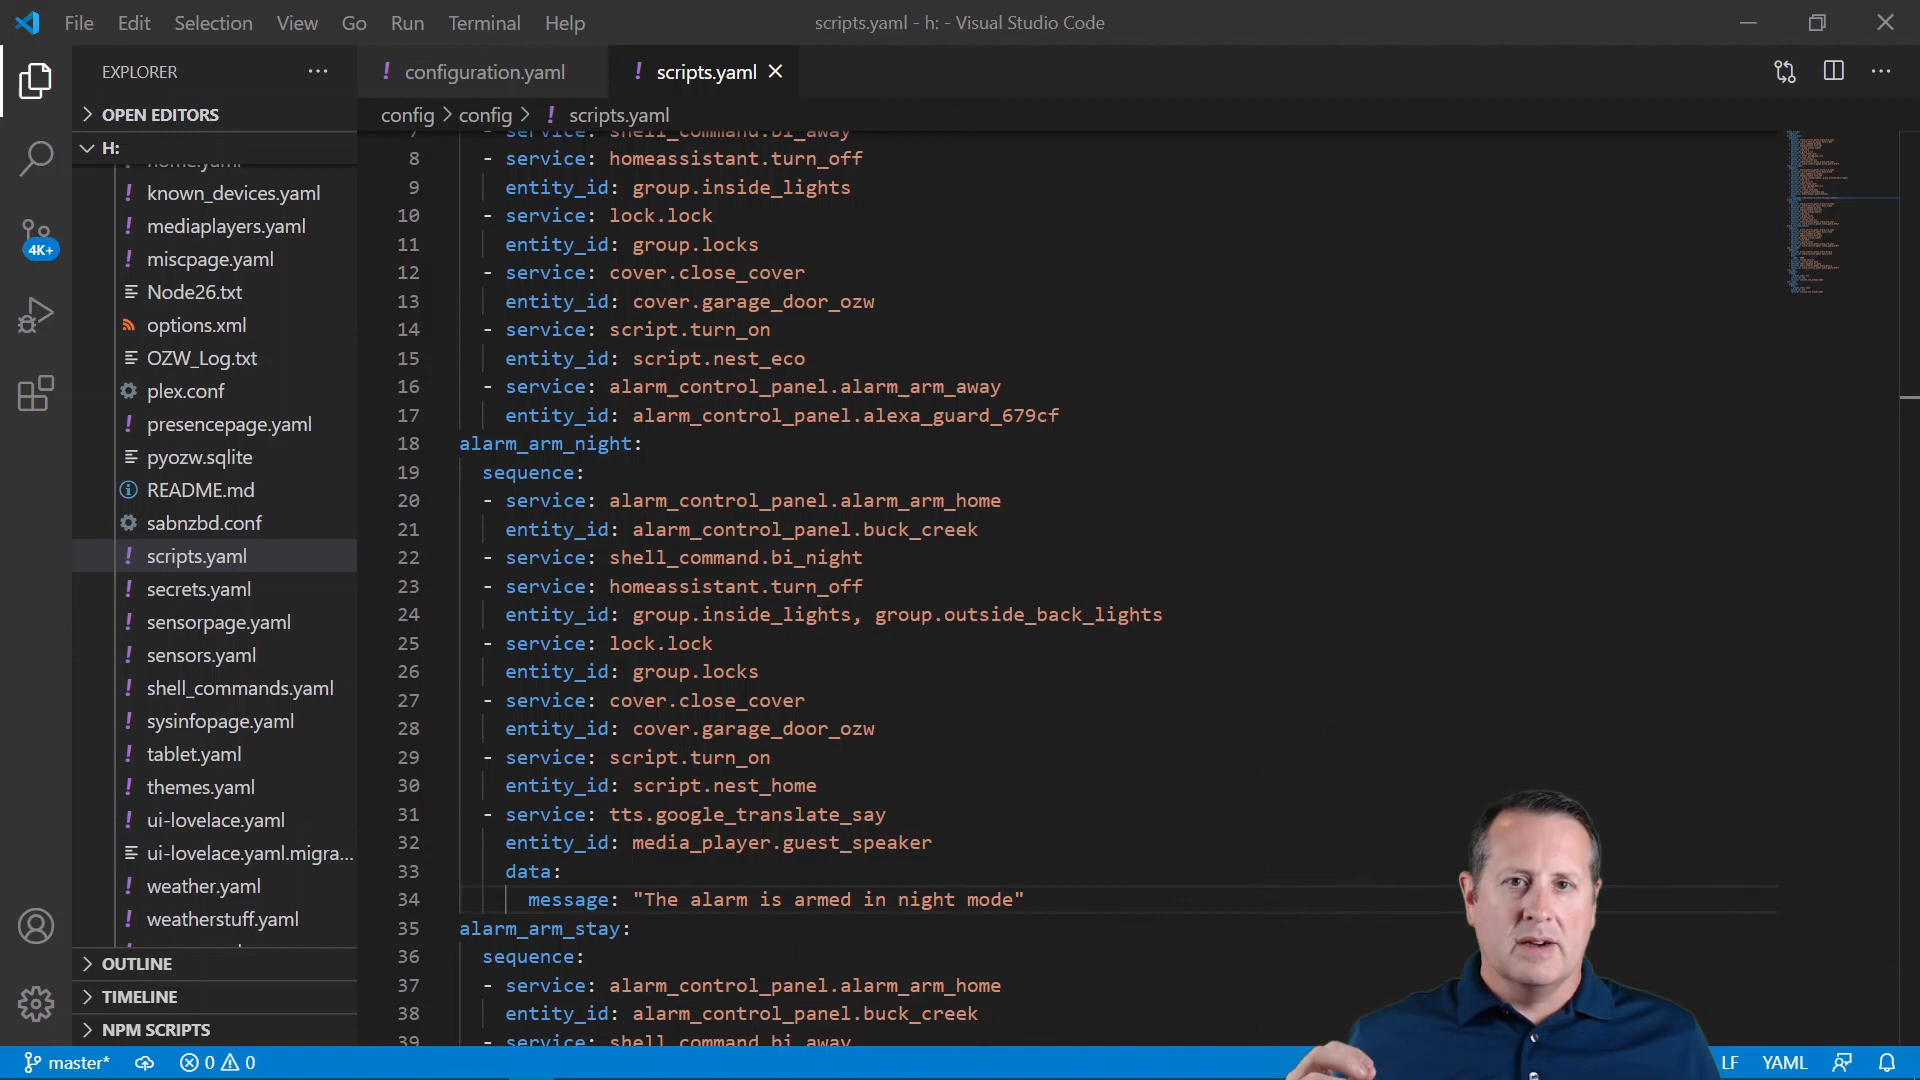 File Edit Selection View Go Run Terminal Help
scripts.yaml - h: - Visual Studio Code
EXPLORER
OPEN EDITORS
H:
home.yaml
known_devices.yaml
mediaplayers.yaml
miscpage.yaml
Node26.txt
options.xml
OZW_Log.txt
plex.conf
presencepage.yaml
pyozw.sqlite
README.md
sabnzbd.conf
scripts.yaml
secrets.yaml
sensorpage.yaml
sensors.yaml
shell_commands.yaml
sysinfopage.yaml
tablet.yaml
themes.yaml
ui-lovelace.yaml
ui-lovelace.yaml.migra...
weather.yaml
weatherstuff.yaml
OUTLINE
TIMELINE
NPM SCRIPTS
4K+
! configuration.yaml
! scripts.yaml
config > config > ! scripts.yaml
7 - service: shell_command.bi_away
8 - service: homeassistant.turn_off
9 entity_id: group.inside_lights
10 - service: lock.lock
11 entity_id: group.locks
12 - service: cover.close_cover
13 entity_id: cover.garage_door_ozw
14 - service: script.turn_on
15 entity_id: script.nest_eco
16 - service: alarm_control_panel.alarm_arm_away
17 entity_id: alarm_control_panel.alexa_guard_679cf
18 alarm_arm_night:
19 sequence:
20 - service: alarm_control_panel.alarm_arm_home
21 entity_id: alarm_control_panel.buck_creek
22 - service: shell_command.bi_night
23 - service: homeassistant.turn_off
24 entity_id: group.inside_lights, group.outside_back_lights
25 - service: lock.lock
26 entity_id: group.locks
27 - service: cover.close_cover
28 entity_id: cover.garage_door_ozw
29 - service: script.turn_on
30 entity_id: script.nest_home
31 - service: tts.google_translate_say
32 entity_id: media_player.guest_speaker
33 data:
34 message: "The alarm is armed in night mode"
35 alarm_arm_stay:
36 sequence:
37 - service: alarm_control_panel.alarm_arm_home
38 entity_id: alarm_control_panel.buck_creek
39 - service: shell_command.bi_away
master* 0 0
LF YAML